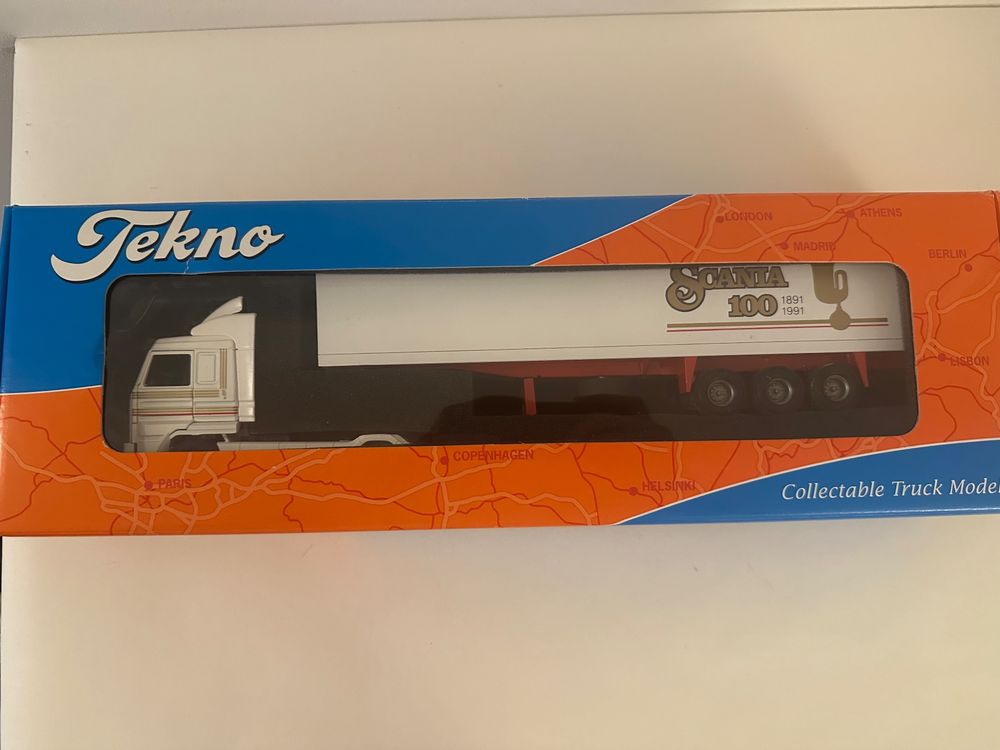 Tekno
LONDON
ATHENS
MADRID
BERLIN
SCANIA
100
1891
1991
LISBON
COPENHAGEN
PARIS
HELSINKI
Collectable Truck Model